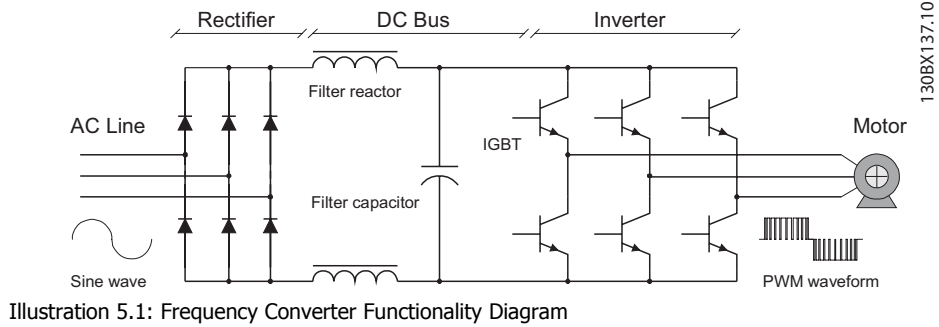 Rectifier
DC Bus
Inverter
130BX137.10
Filter reactor
AC Line
IGBT
Motor
Filter capacitor
Sine wave
PWM waveform
Illustration 5.1: Frequency Converter Functionality Diagram